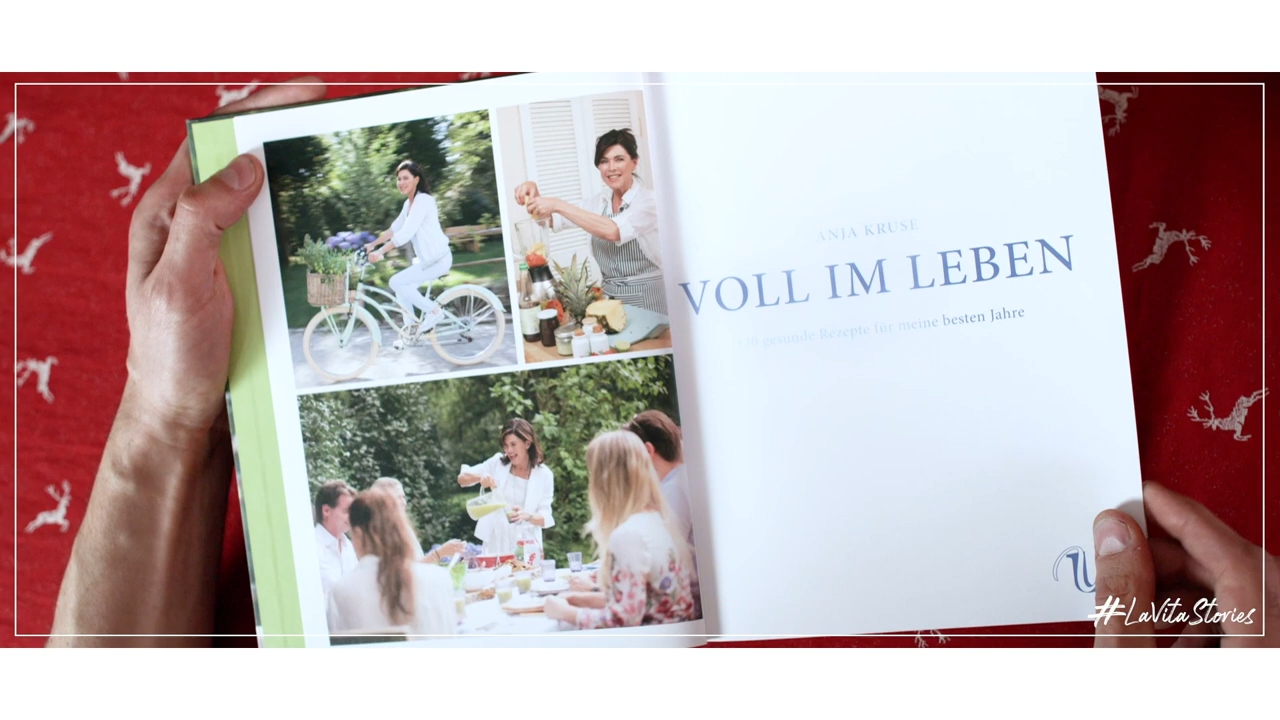 ANJA KRUSE
VOLL IM LEBEN
gesunde Rezepte für meine besten Jahre
#LaVitaStories